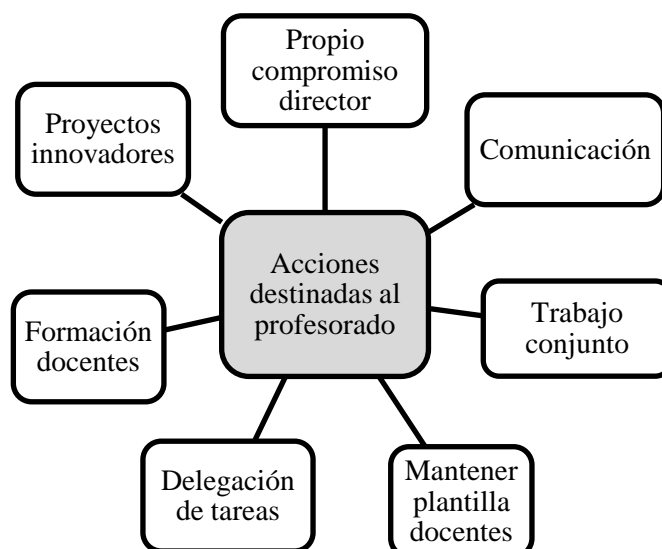 Propio
compromiso
director
Proyectos
innovadores
Comunicación
Acciones
destinadas al
profesorado
Formación
docentes
Trabajo
conjunto
Delegación
de tareas
Mantener
plantilla
docentes